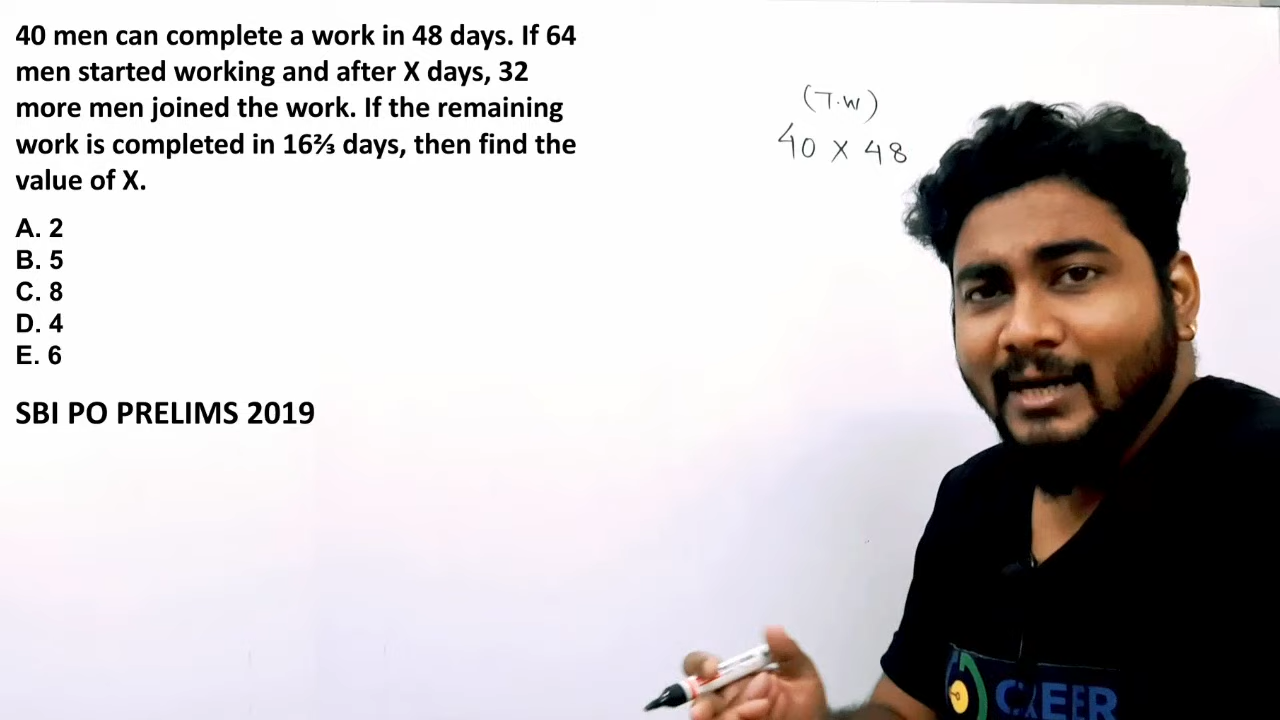 40 men can complete a work in 48 days. If 64
men started working and after X days, 32
more men joined the work. If the remaining
work is completed in 16⅔ days, then find the
value of X.
A. 2
B. 5
C. 8
D. 4
E. 6
SBI PO PRELIMS 2019
(T.W)
40 X 48